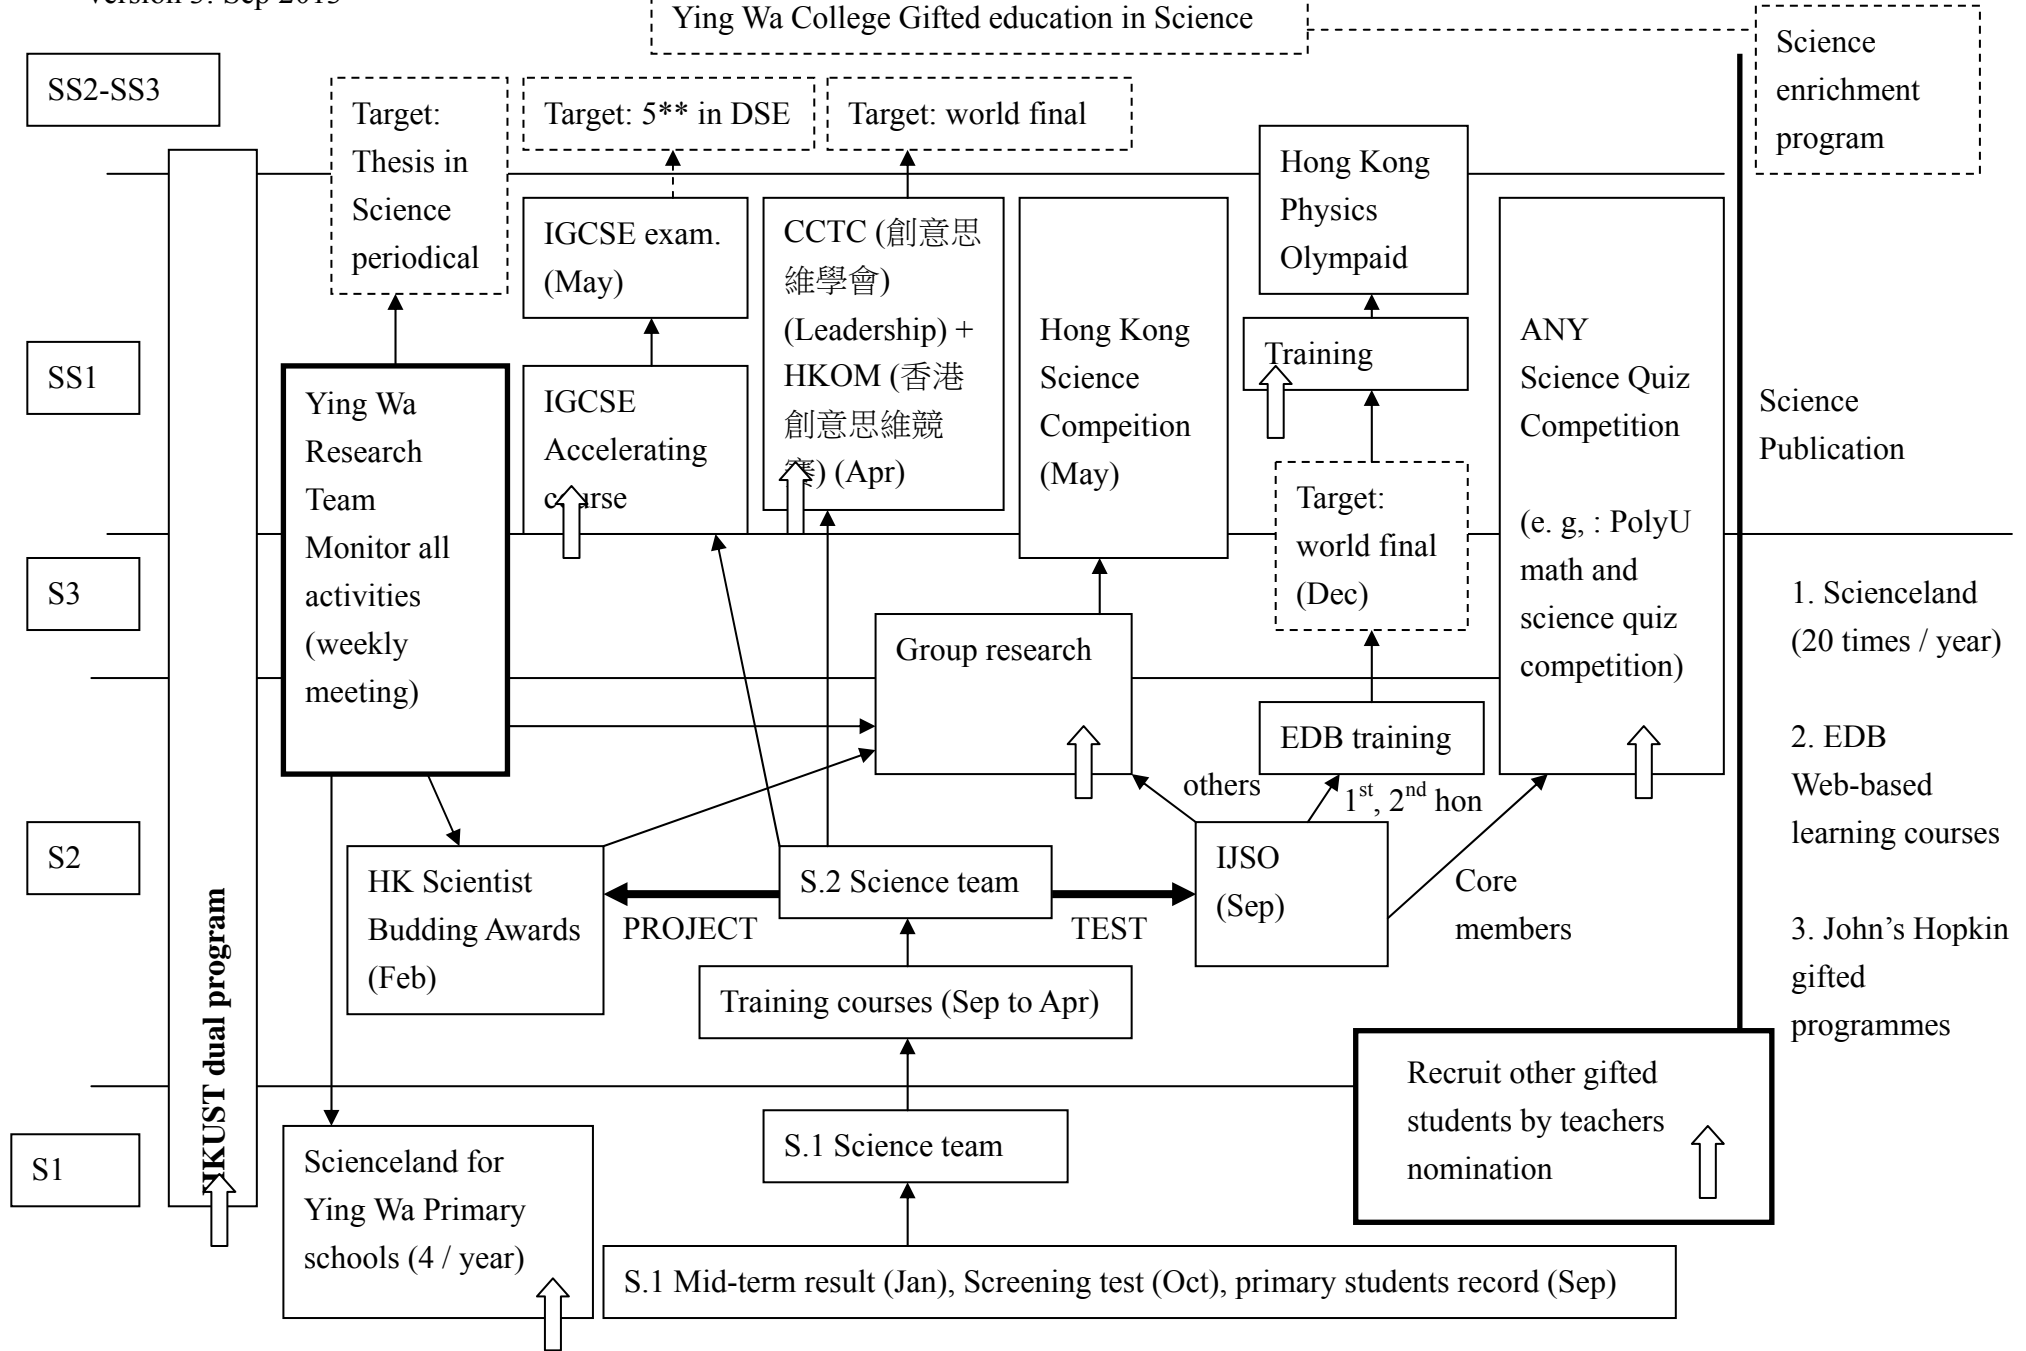 Version 3: Sep 2013
Ying Wa College Gifted education in Science
Science
enrichment
program
SS2-SS3
Target:
Thesis in
Science
periodical
Target: 5** in DSE
Target: world final
Hong Kong
Physics
Olympaid
IGCSE exam.
(May)
CCTC (創意思
維學會)
(Leadership) +
HKOM (香港
創意思維競
賽) (Apr)
Hong Kong
Science
Compeition
(May)
Training
ANY
Science Quiz
Competition
(e. g, : PolyU
math and
science quiz
competition)
SS1
Ying Wa
Research
Team
Monitor all
activities
(weekly
meeting)
IGCSE
Accelerating
course
Target:
world final
(Dec)
Science
Publication
S3
Group research
EDB training
1. Scienceland
(20 times / year)
2. EDB
Web-based
learning courses
3. John's Hopkin
gifted
programmes
others
1st, 2nd hon
S2
HK Scientist
Budding Awards
(Feb)
PROJECT
S.2 Science team
TEST
IJSO
(Sep)
Core
members
Training courses (Sep to Apr)
HKUST dual program
Recruit other gifted
students by teachers
nomination
S1
Scienceland for
Ying Wa Primary
schools (4 / year)
S.1 Science team
S.1 Mid-term result (Jan), Screening test (Oct), primary students record (Sep)